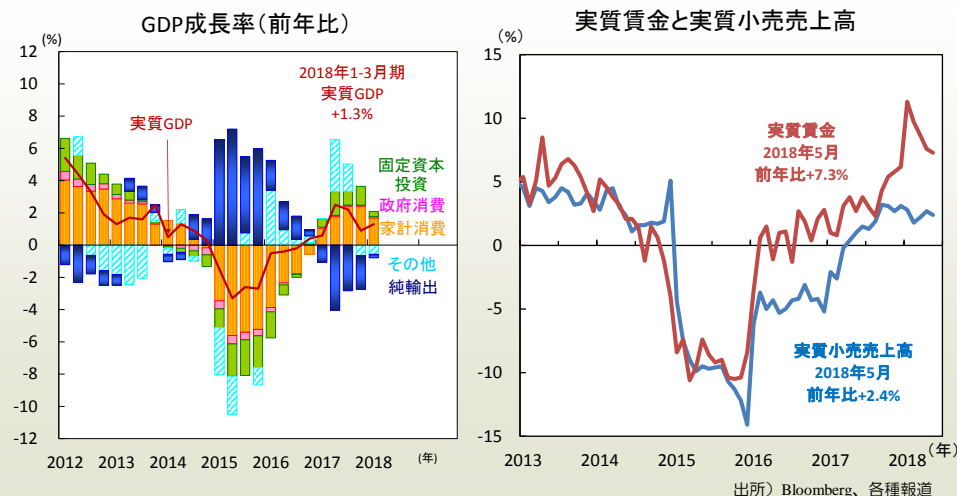 GDP成長率（前年比）
(%)
12
10
8
6
4
2
0
-2
-4
-6
-8
-10
-12
2012
2013
2014
2015
2016
2017
2018
(年)
2018年1-3月期
実質GDP
+1.3%
実質GDP
固定資本
投資
政府消費
家計消費
その他
純輸出
実質賃金と実質小売売上高
(%)
15
10
5
0
-5
-10
-15
2013
2014
2015
2016
2017
2018
(年)
実質賃金
2018年5月
前年比+7.3%
実質小売売上高
2018年5月
前年比+2.4%
出所）Bloomberg、各種報道